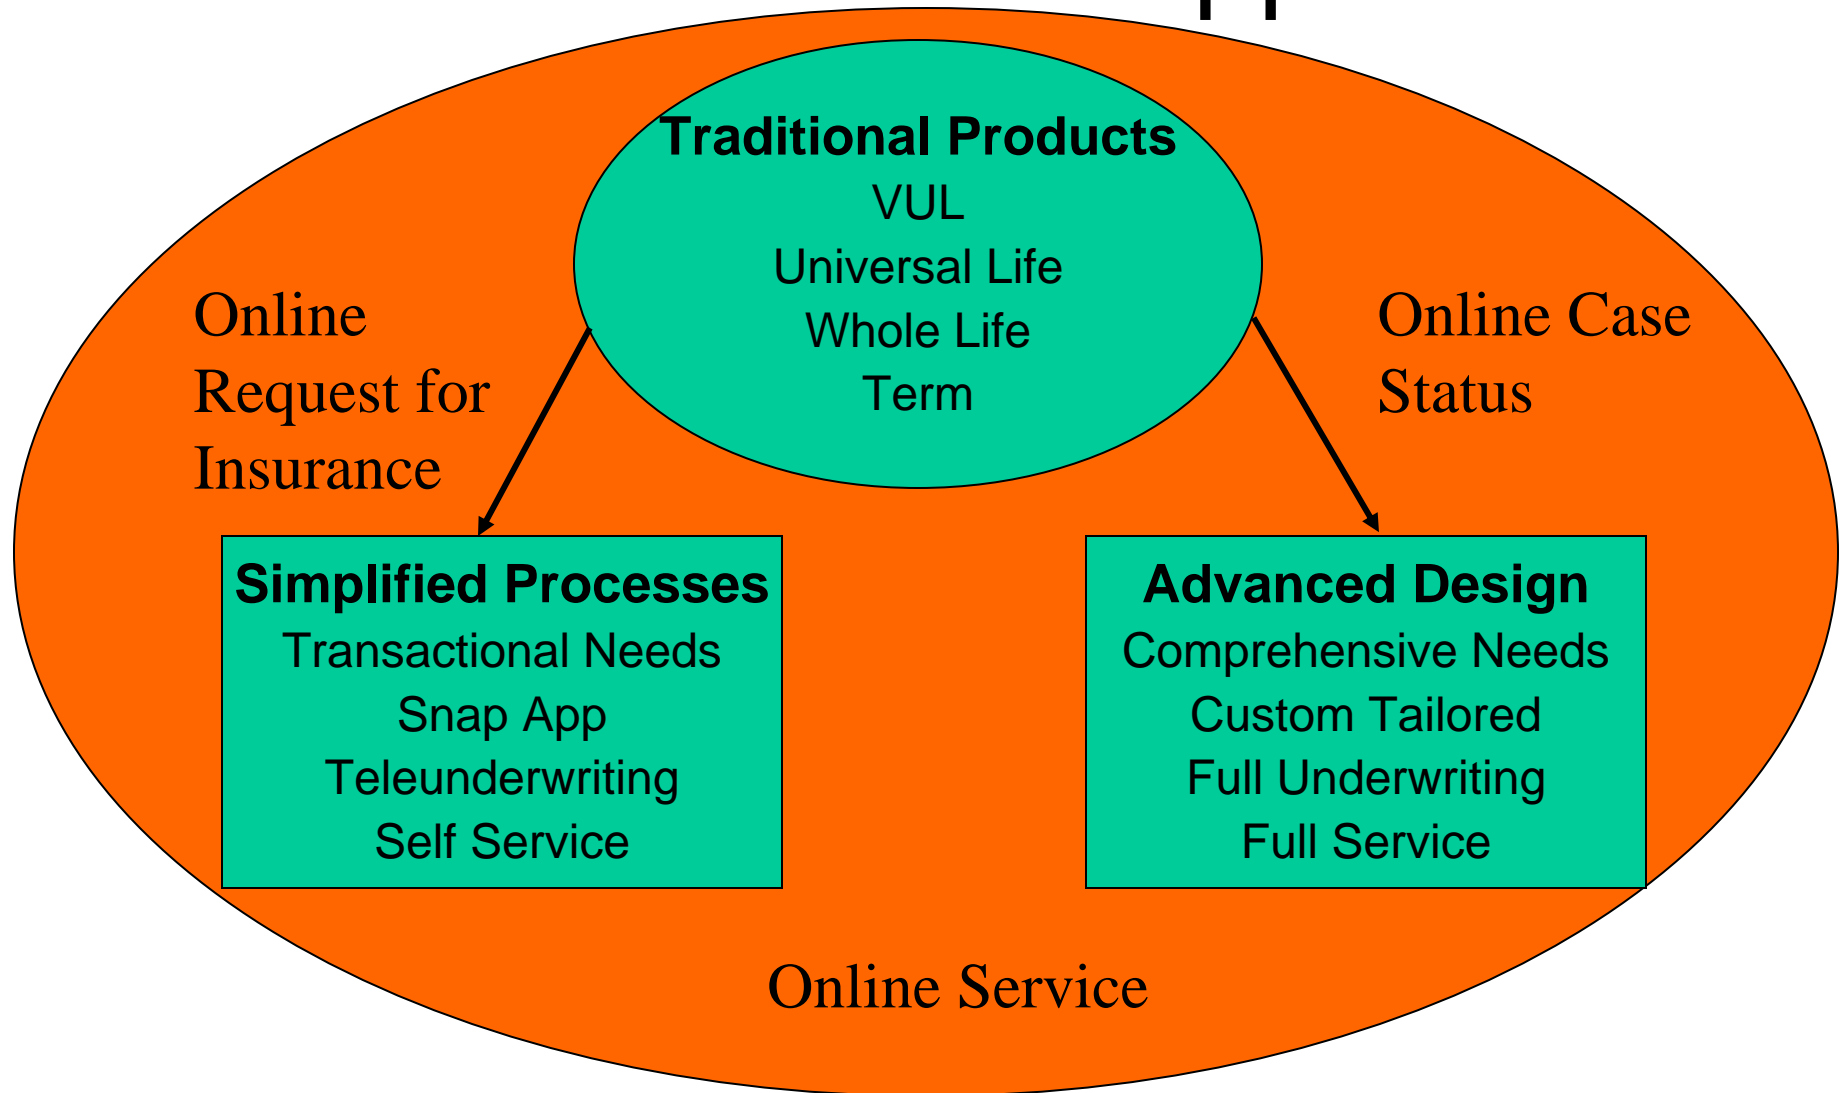 Traditional Products
VUL
Universal Life
Whole Life
Term
Online
Request for
Insurance
Online Case
Status
Simplified Processes
Transactional Needs
Snap App
Teleunderwriting
Self Service
Advanced Design
Comprehensive Needs
Custom Tailored
Full Underwriting
Full Service
Online Service